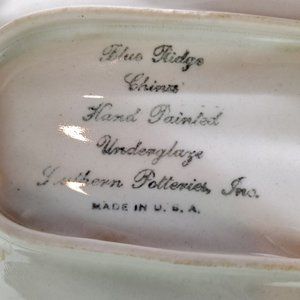 Blue Ridge
China
Hand Painted
Underglaze
Southern Potteries, Inc.
MADE IN U. S. A.